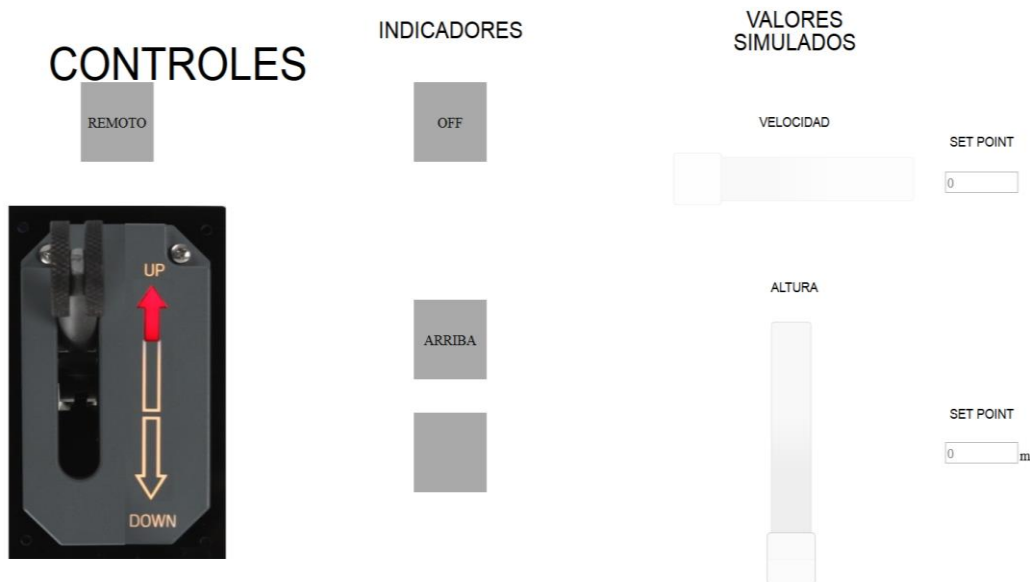 CONTROLES
REMOTO
UP
DOWN
INDICADORES
OFF
ARRIBA
VALORES
SIMULADOS
VELOCIDAD
SET POINT
0
ALTURA
SET POINT
0 m